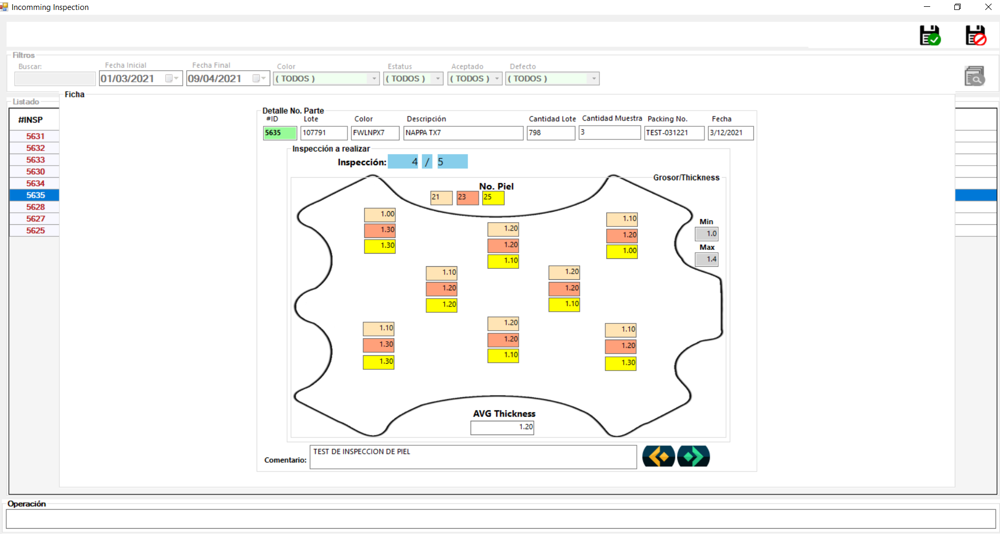 Incomming Inspection
Filtros
Buscar: Fecha Inicial Fecha Final Color Estatus Aceptado Defecto
01/03/2021 09/04/2021 ( TODOS ) ( TODOS ) ( TODOS ) ( TODOS )
Ficha
Listado
#INSP
5631
5632
5633
5630
5634
5635
5628
5627
5625
Detalle No. Parte
#ID Lote Color Descripción Cantidad Lote Cantidad Muestra Packing No. Fecha
5635 107791 FWLNPX7 NAPPA TX7 798 3 TEST-031221 3/12/2021
Inspección a realizar
Inspección: 4 / 5
Grosor/Thickness
No. Piel
21 23 25
1.00
1.30
1.30
1.20
1.20
1.10
1.10
1.20
1.00
Min
1.0
Max
1.4
1.10
1.20
1.20
1.20
1.20
1.10
1.10
1.30
1.30
1.20
1.20
1.10
1.10
1.20
1.30
AVG Thickness
1.20
Comentario: TEST DE INSPECCION DE PIEL
Operación